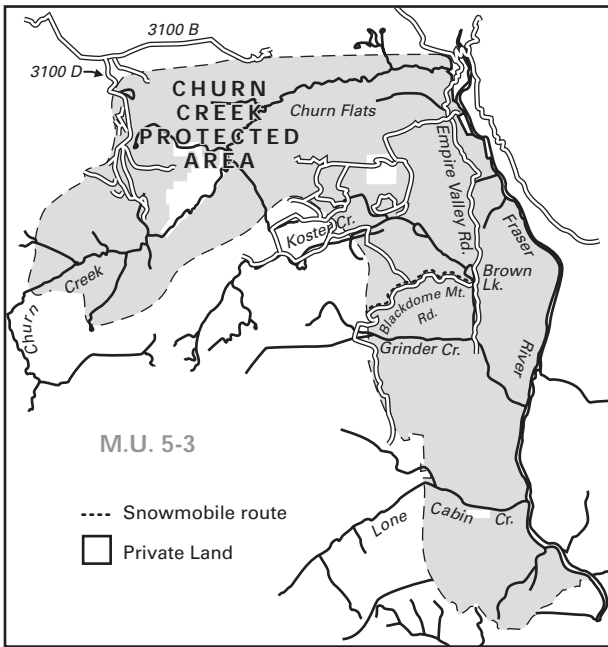 3100 B
3100 D
CHURN
CREEK
PROTECTED
AREA
Churn Flats
Empire Valley Rd.
Fraser
River
Koster Cr.
Brown
Lk.
Blackdome Mt.
Rd.
Grinder Cr.
Churn
Creek
M.U. 5-3
Snowmobile route
Private Land
Lone Cabin Cr.